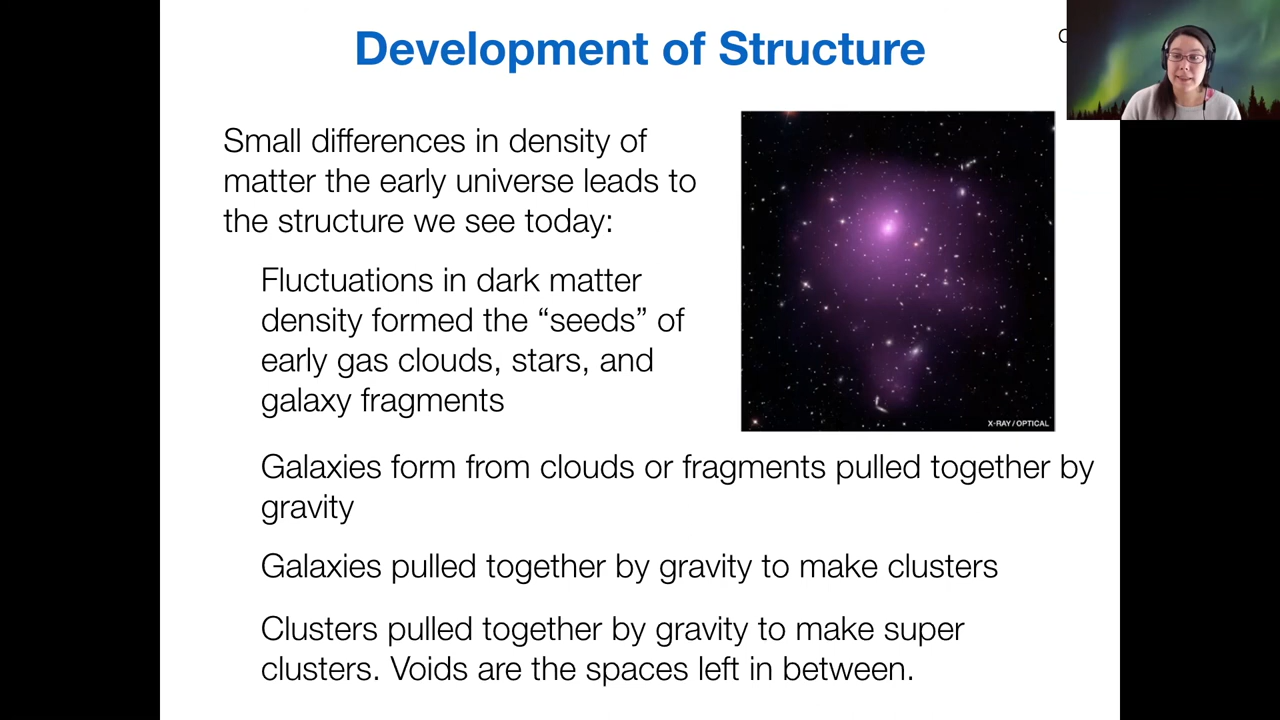 Development of Structure
Small differences in density of
matter the early universe leads to
the structure we see today:
Fluctuations in dark matter
density formed the “seeds” of
early gas clouds, stars, and
galaxy fragments
X-RAY / OPTICAL
Galaxies form from clouds or fragments pulled together by
gravity
Galaxies pulled together by gravity to make clusters
Clusters pulled together by gravity to make super
clusters. Voids are the spaces left in between.